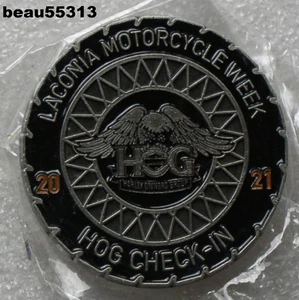 beau55313
LACONIA MOTORCYCLE WEEK
HOG
20 21
HOG CHECK-IN